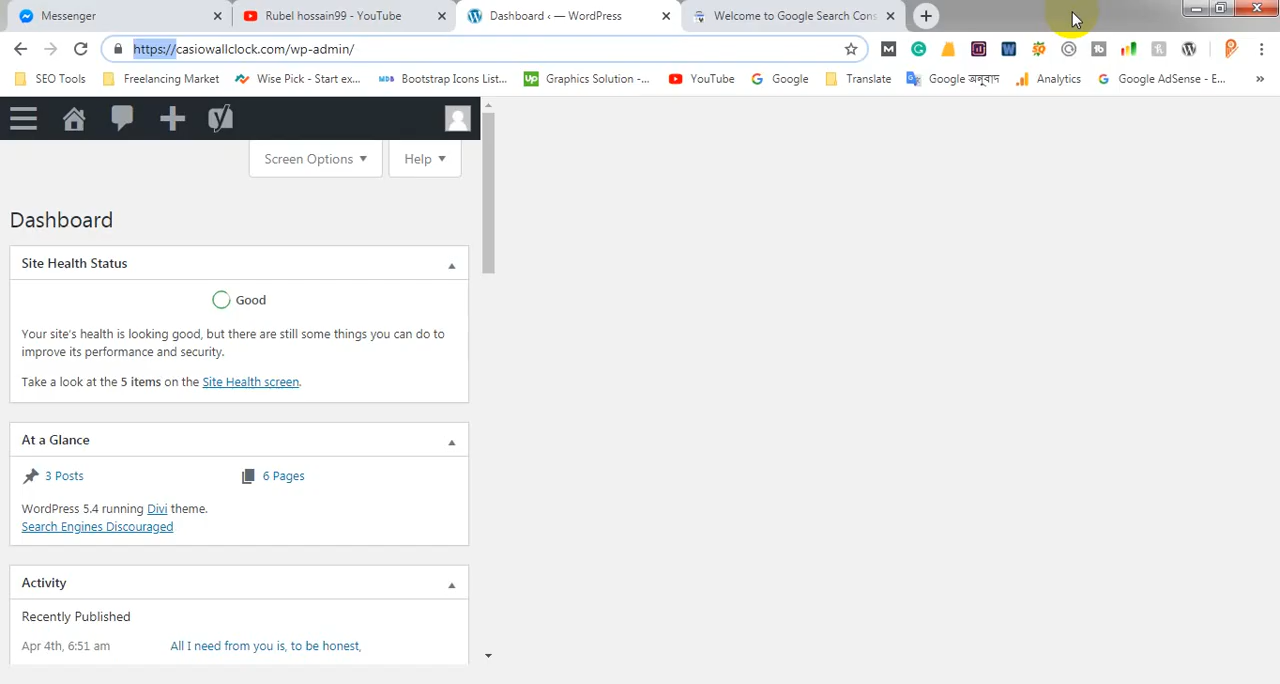 Messenger
Rubel hossain99 - YouTube
Dashboard ‹ — WordPress
Welcome to Google Search Cons
https://casiowallclock.com/wp-admin/
SEO Tools
Freelancing Market
Wise Pick - Start ex...
Bootstrap Icons List...
Graphics Solution -...
YouTube
Google
Translate
Google অনুবাদ
Analytics
Google AdSense - E...
Screen Options
Help
Dashboard
Site Health Status
Good
Your site's health is looking good, but there are still some things you can do to
improve its performance and security.
Take a look at the 5 items on the Site Health screen.
At a Glance
3 Posts
6 Pages
WordPress 5.4 running Divi theme.
Search Engines Discouraged
Activity
Recently Published
Apr 4th, 6:51 am
All I need from you is, to be honest,